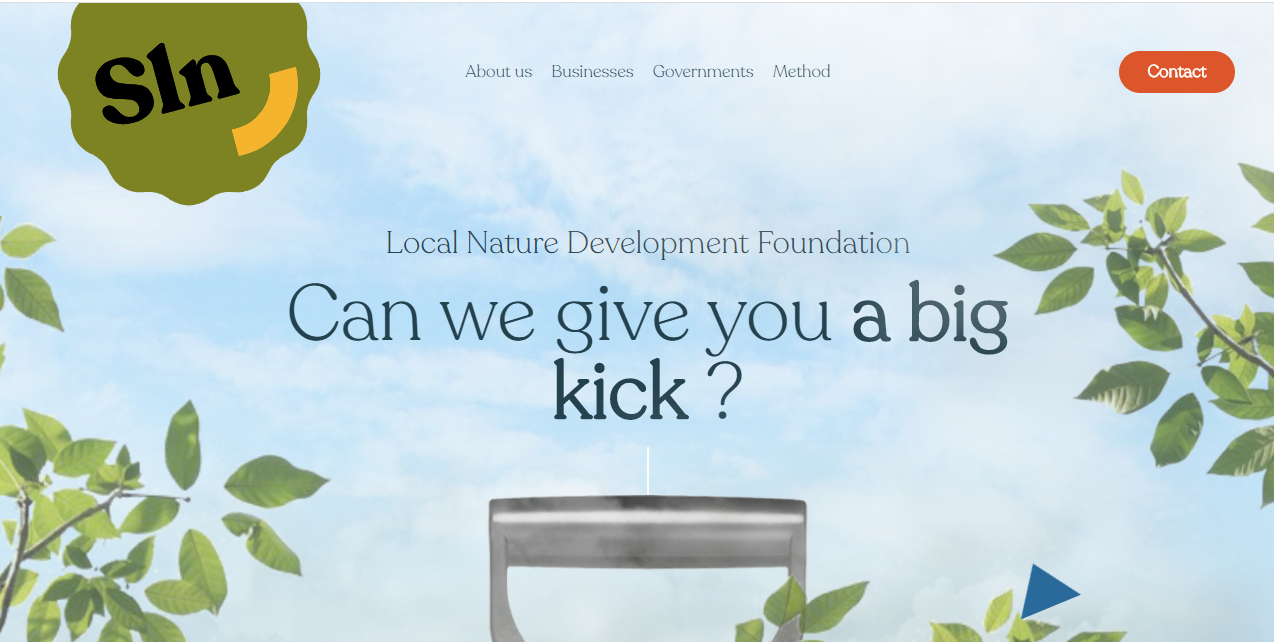 Sln
About us Businesses Governments Method
Contact
Local Nature Development Foundation
Can we give you a big
kick ?